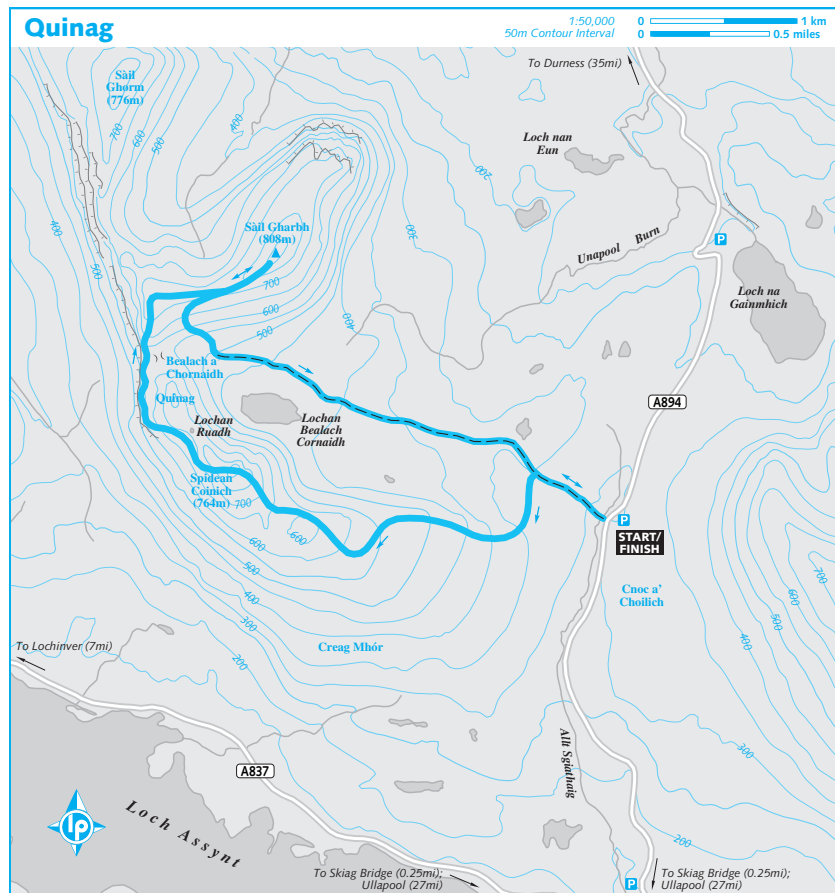 Quinag
1:50,000
50m Contour Interval
0 1 km
0 0.5 miles
To Durness (35mi)
Sàil
Ghorm
(776m)
700
600
500
400
Loch nan
Eun
200
300
Sàil Gharbh
(808m)
Unapool Burn
P
Loch na
Gainmhich
400
500
700
600
500
400
Bealach a
Chornaidh
Quinag
Lochan
Ruadh
Lochan
Bealach
Cornaidh
A894
Spidean
Coinich
(764m)
700
600
600
500
400
300
200
P
START/
FINISH
Cnoc a'
Choilich
700
600
500
400
300
200
To Lochinver (7mi)
Creag Mhór
A837
Allt Sgiathaig
Loch Assynt
lp
To Skiag Bridge (0.25mi);
Ullapool (27mi)
P
To Skiag Bridge (0.25mi);
Ullapool (27mi)